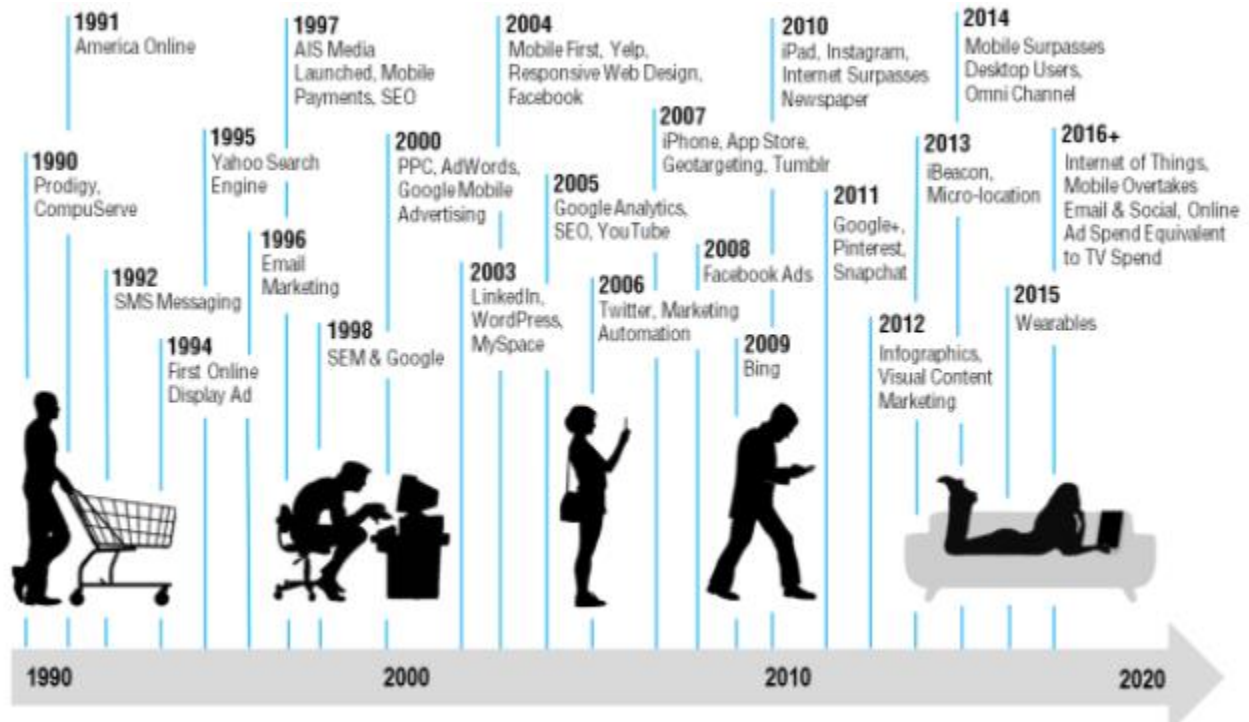 1990
Prodigy,
CompuServe
1991
America Online
1992
SMS Messaging
1994
First Online
Display Ad
1995
Yahoo Search
Engine
1996
Email
Marketing
1997
AIS Media
Launched, Mobile
Payments, SEO
1998
SEM & Google
2000
PPC, AdWords,
Google Mobile
Advertising
2003
LinkedIn,
WordPress,
MySpace
2004
Mobile First, Yelp,
Responsive Web Design,
Facebook
2005
Google Analytics,
SEO, YouTube
2006
Twitter, Marketing
Automation
2007
iPhone, App Store,
Geotargeting, Tumblr
2008
Facebook Ads
2009
Bing
2010
iPad, Instagram,
Internet Surpasses
Newspaper
2011
Google+,
Pinterest,
Snapchat
2012
Infographics,
Visual Content
Marketing
2013
iBeacon,
Micro-location
2014
Mobile Surpasses
Desktop Users,
Omni Channel
2015
Wearables
2016+
Internet of Things,
Mobile Overtakes
Email & Social, Online
Ad Spend Equivalent
to TV Spend
1990
2000
2010
2020